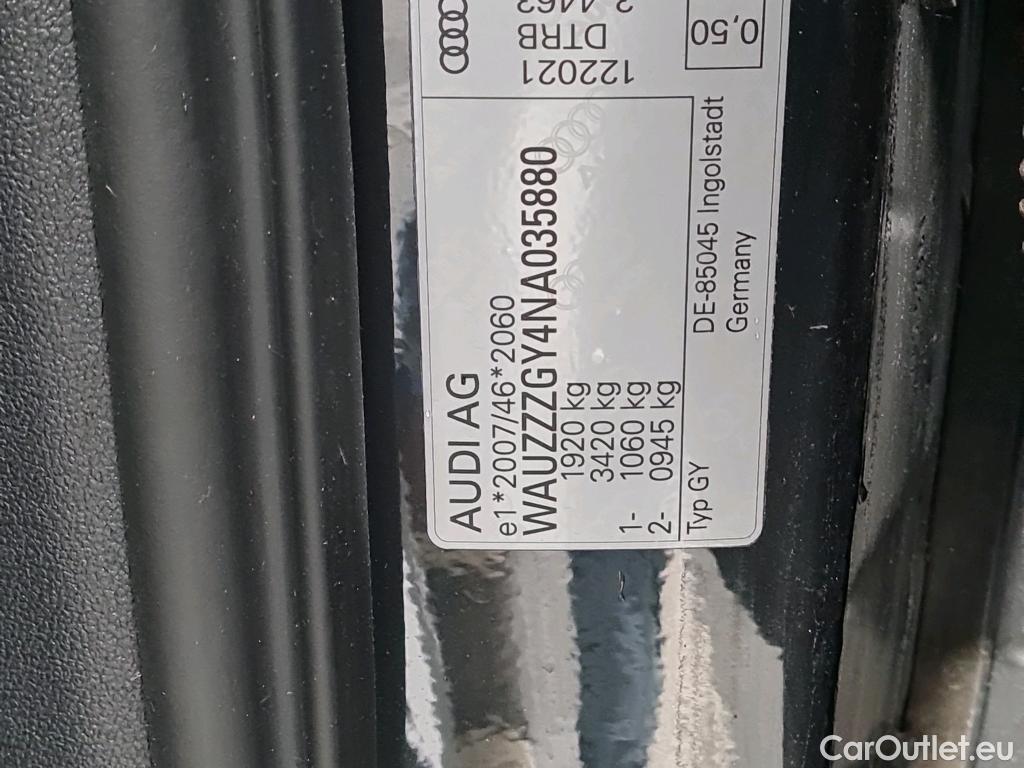 AUDI AG
e1*2007/46*2060
WAUZZZGY4NA035880
1920 kg
3420 kg
1- 1060 kg
2- 0945 kg
Typ GY
DE-85045 Ingolstadt
Germany
122021
DTRB
0,50
CarOutlet.eu